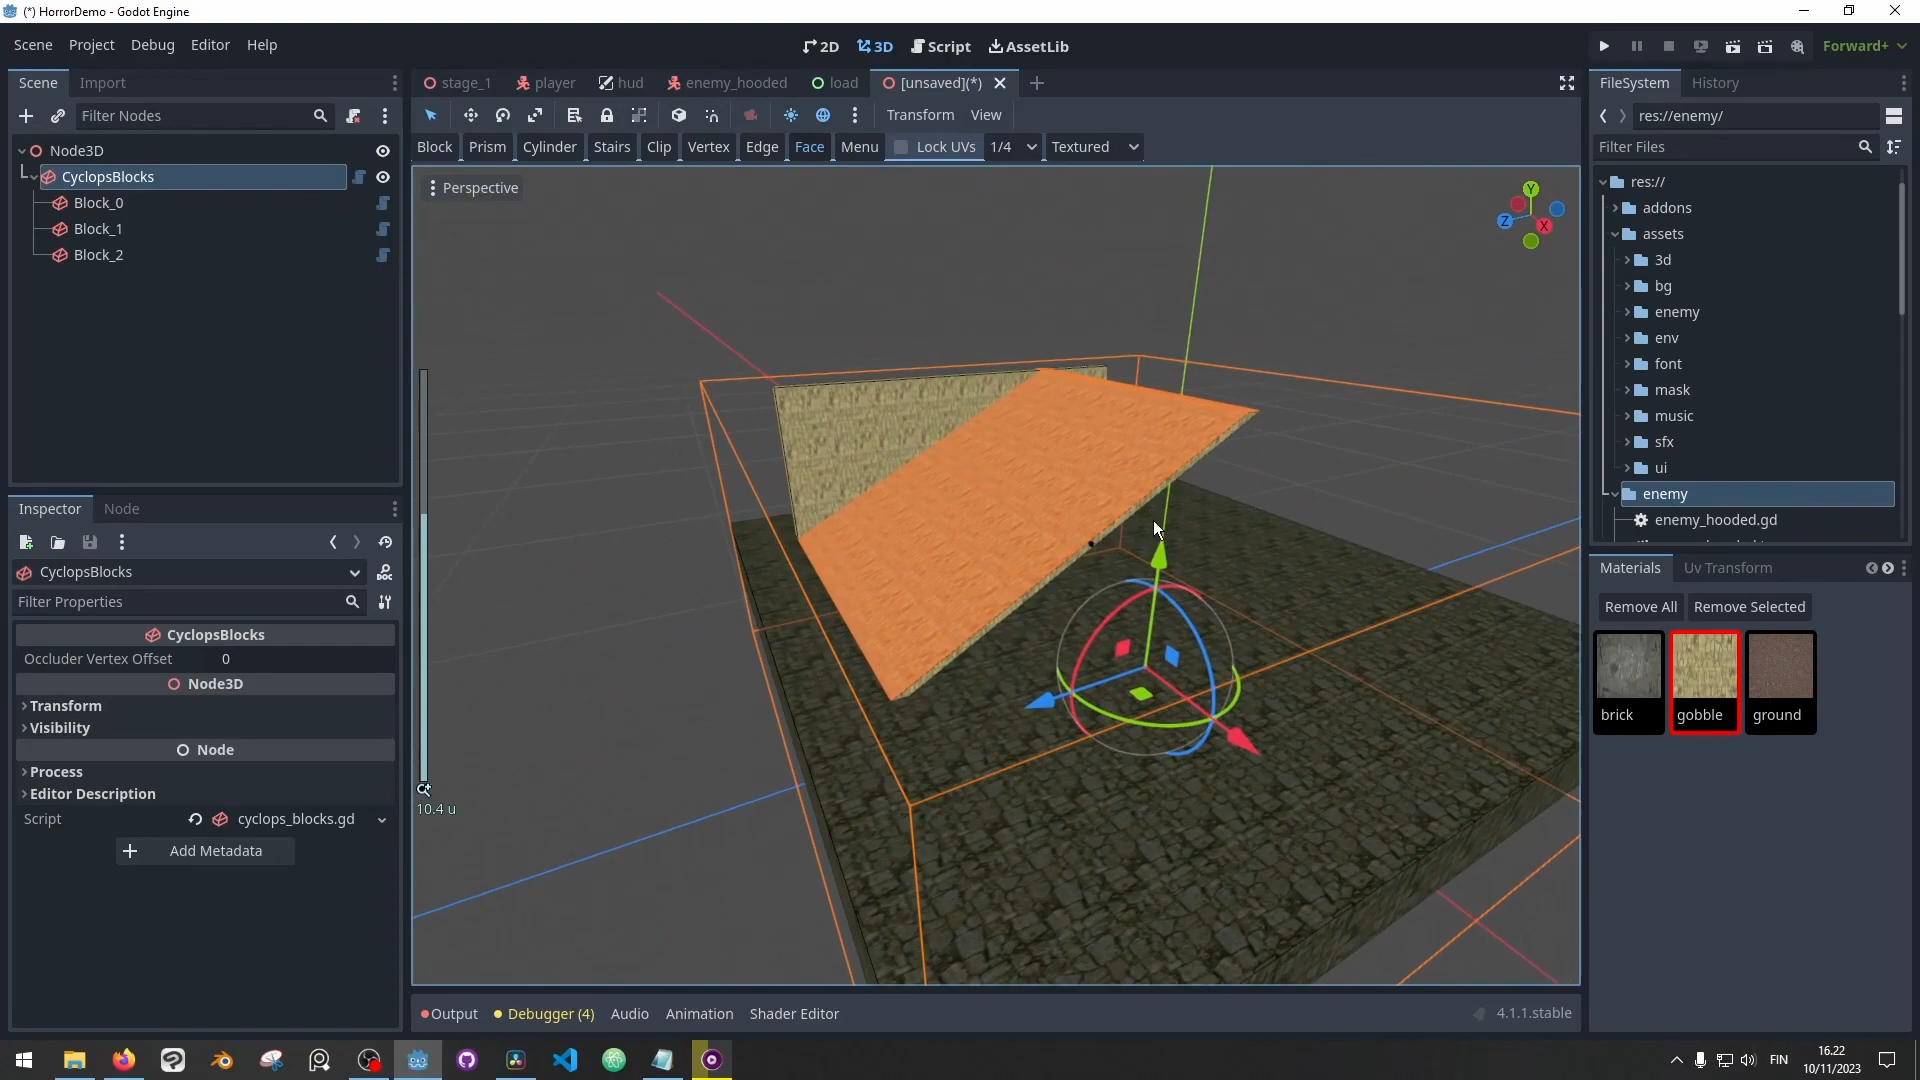 (*) HorrorDemo - Godot Engine
Scene Project Debug Editor Help
2D 3D Script AssetLib
Forward+
Scene Import
stage_1 player hud enemy_hooded load [unsaved](*)
FileSystem History
Filter Nodes
Transform View
res://enemy/
Block Prism Cylinder Stairs Clip Vertex Edge Face Menu Lock UVs 1/4 Textured
Filter Files
Node3D
CyclopsBlocks
Block_0
Block_1
Block_2
Perspective
Y
Z
X
10.4 u
res://
addons
assets
3d
bg
enemy
env
font
mask
music
sfx
ui
enemy
enemy_hooded.gd
Inspector Node
CyclopsBlocks
DOC
Filter Properties
CyclopsBlocks
Occluder Vertex Offset 0
Node3D
Transform
Visibility
Node
Process
Editor Description
Script cyclops_blocks.gd
Add Metadata
Materials Uv Transform
Remove All Remove Selected
brick gobble ground
Output Debugger (4) Audio Animation Shader Editor 4.1.1.stable
FIN 16.22
10/11/2023